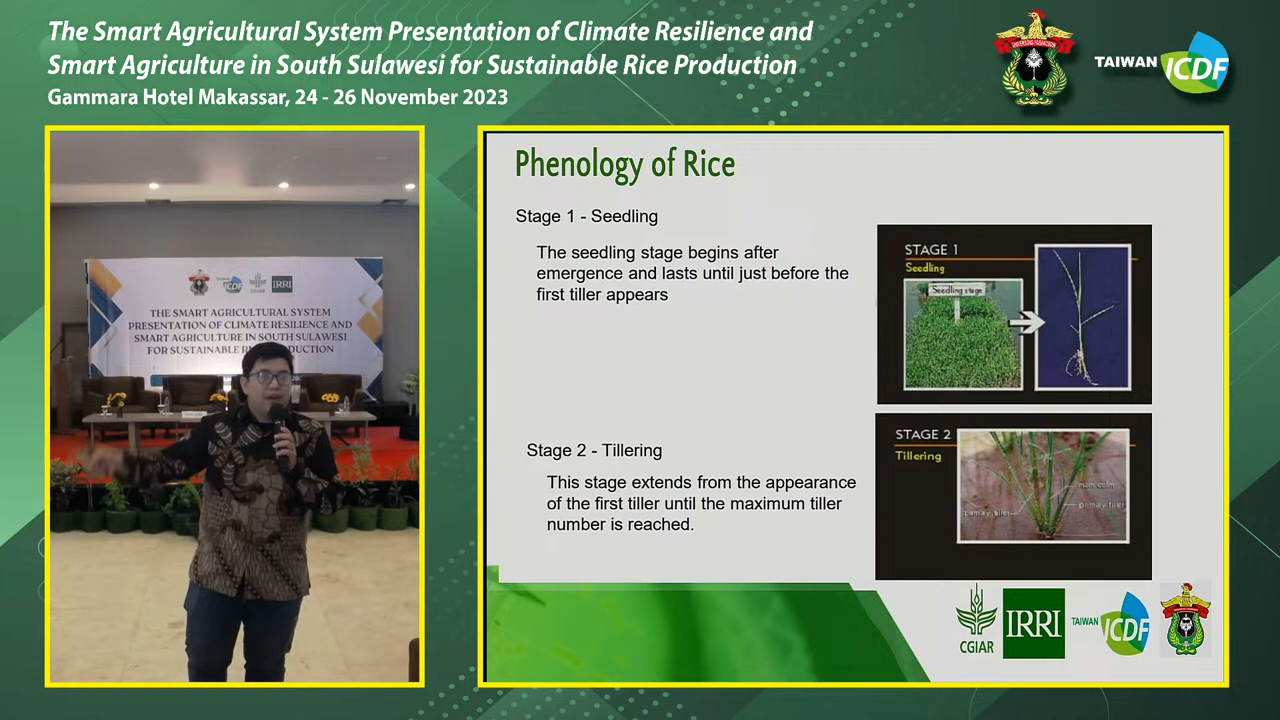 The Smart Agricultural System Presentation of Climate Resilience and
Smart Agriculture in South Sulawesi for Sustainable Rice Production
Gammara Hotel Makassar, 24 - 26 November 2023
UNIVERSITAS HASANUDDIN
TAIWAN ICDF
CGIAR
IRRI
THE SMART AGRICULTURAL SYSTEM
PRESENTATION OF CLIMATE RESILIENCE AND
SMART AGRICULTURE IN SOUTH SULAWESI
FOR SUSTAINABLE PRODUCTION
Phenology of Rice
Stage 1 - Seedling
The seedling stage begins after
emergence and lasts until just before the
first tiller appears
STAGE 1
Seedling
Seedling stage
Stage 2 - Tillering
This stage extends from the appearance
of the first tiller until the maximum tiller
number is reached.
STAGE 2
Tillering
main culm
primary tiller
primary tiller
CGIAR
IRRI
TAIWAN ICDF